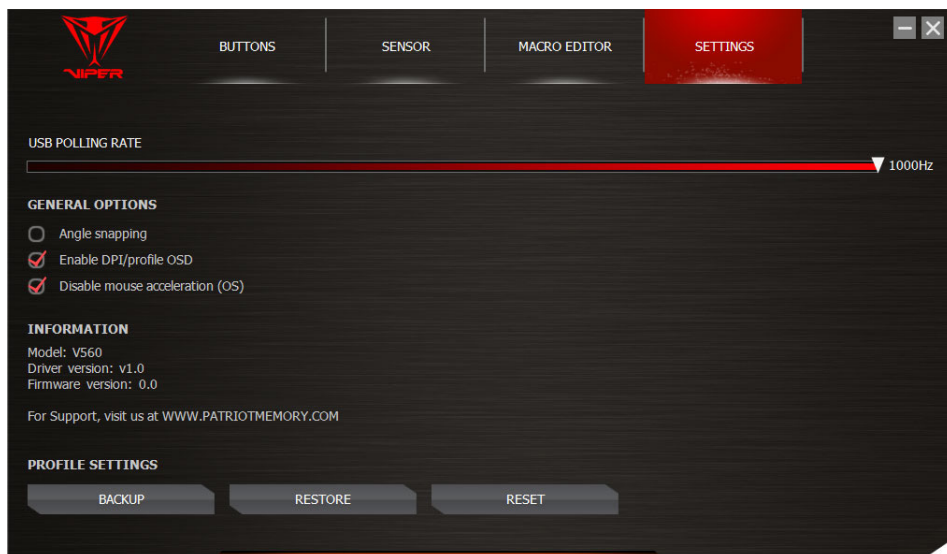 VIPER
BUTTONS
SENSOR
MACRO EDITOR
SETTINGS
USB POLLING RATE
1000Hz
GENERAL OPTIONS
Angle snapping
Enable DPI/profile OSD
Disable mouse acceleration (OS)
INFORMATION
Model: V560
Driver version: v1.0
Firmware version: 0.0
For Support, visit us at WWW.PATRIOTMEMORY.COM
PROFILE SETTINGS
BACKUP
RESTORE
RESET